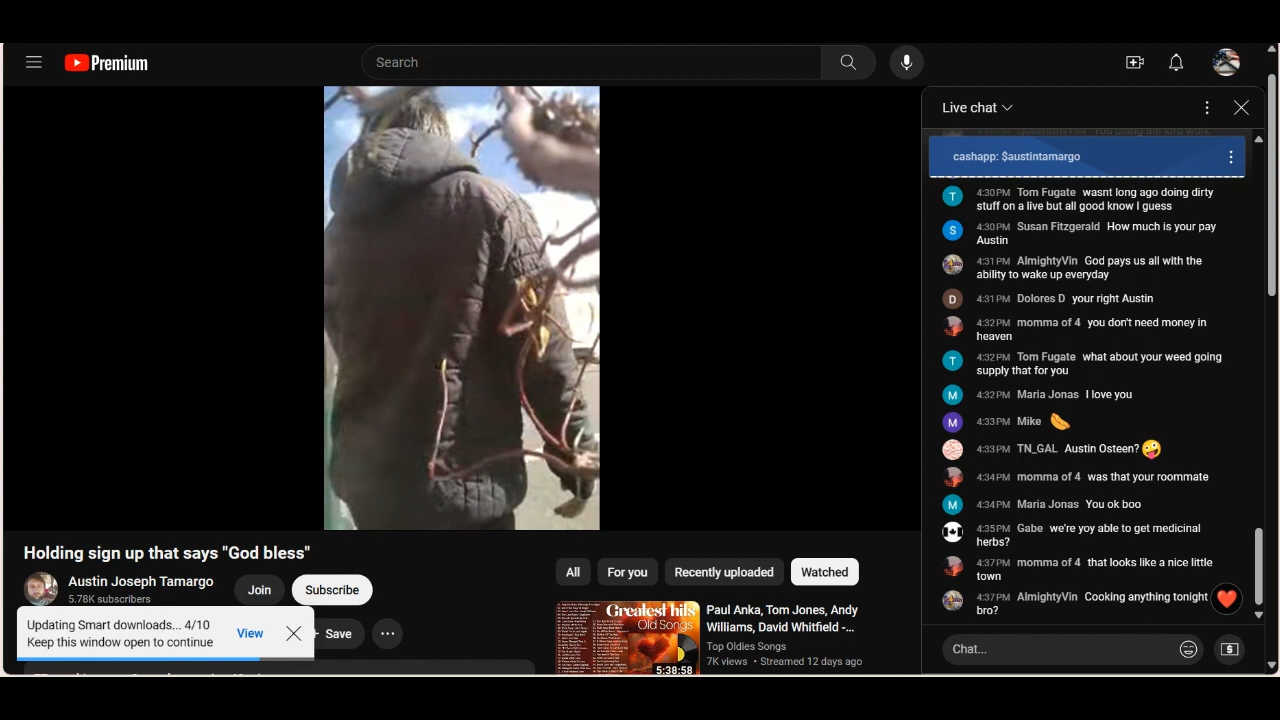 Premium
Search
Live chat
cashapp: $austintamargo
4:30 PM Tom Fugate wasnt long ago doing dirty
stuff on a live but all good know I guess
4:30 PM Susan Fitzgerald How much is your pay
Austin
4:31 PM AlmightyVin God pays us all with the
ability to wake up everyday
4:31 PM Dolores D your right Austin
4:32 PM momma of 4 you don't need money in
heaven
4:32 PM Tom Fugate what about your weed going
supply that for you
4:32 PM Maria Jonas I love you
4:33 PM Mike
4:33 PM TN_GAL Austin Osteen?
4:34 PM momma of 4 was that your roommate
4:34 PM Maria Jonas You ok boo
4:35 PM Gabe we're yoy able to get medicinal
herbs?
4:37 PM momma of 4 that looks like a nice little
town
4:37 PM AlmightyVin Cooking anything tonight
bro?
Chat...
Holding sign up that says "God bless"
Austin Joseph Tamargo
5.78K subscribers
Join
Subscribe
Updating Smart downloads... 4/10
Keep this window open to continue
View
Save
All
For you
Recently uploaded
Watched
Greatest hits
Old Songs
5:38:58
Paul Anka, Tom Jones, Andy
Williams, David Whitfield -...
Top Oldies Songs
7K views • Streamed 12 days ago